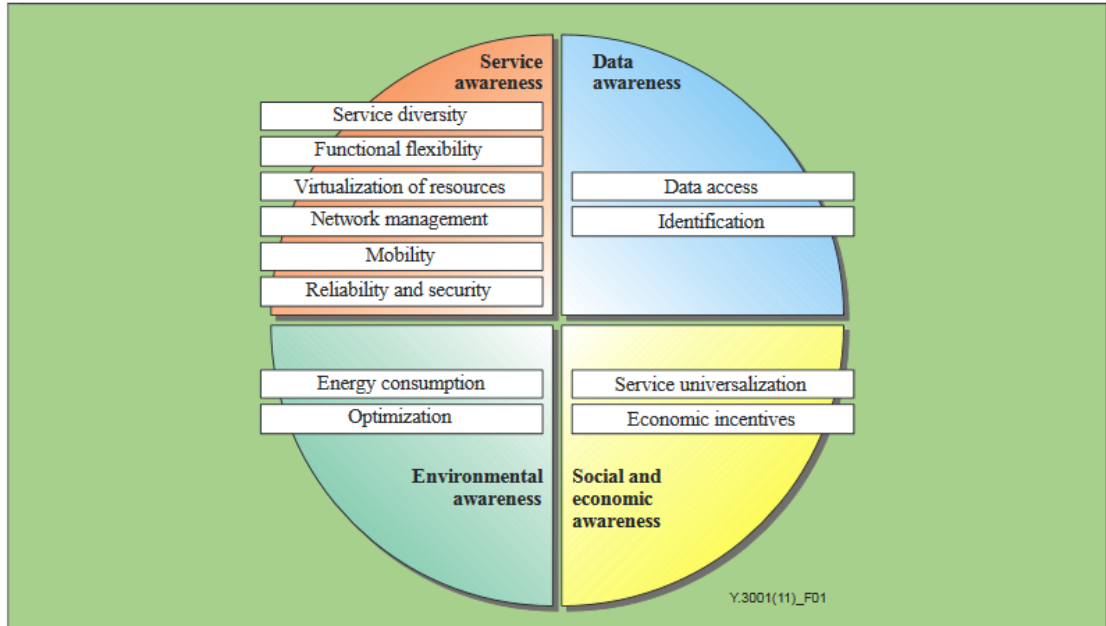 Service
awareness
Service diversity
Functional flexibility
Virtualization of resources
Network management
Mobility
Reliability and security
Data
awareness
Data access
Identification
Energy consumption
Optimization
Environmental
awareness
Service universalization
Economic incentives
Social and
economic
awareness
Y.3001(11)_F01